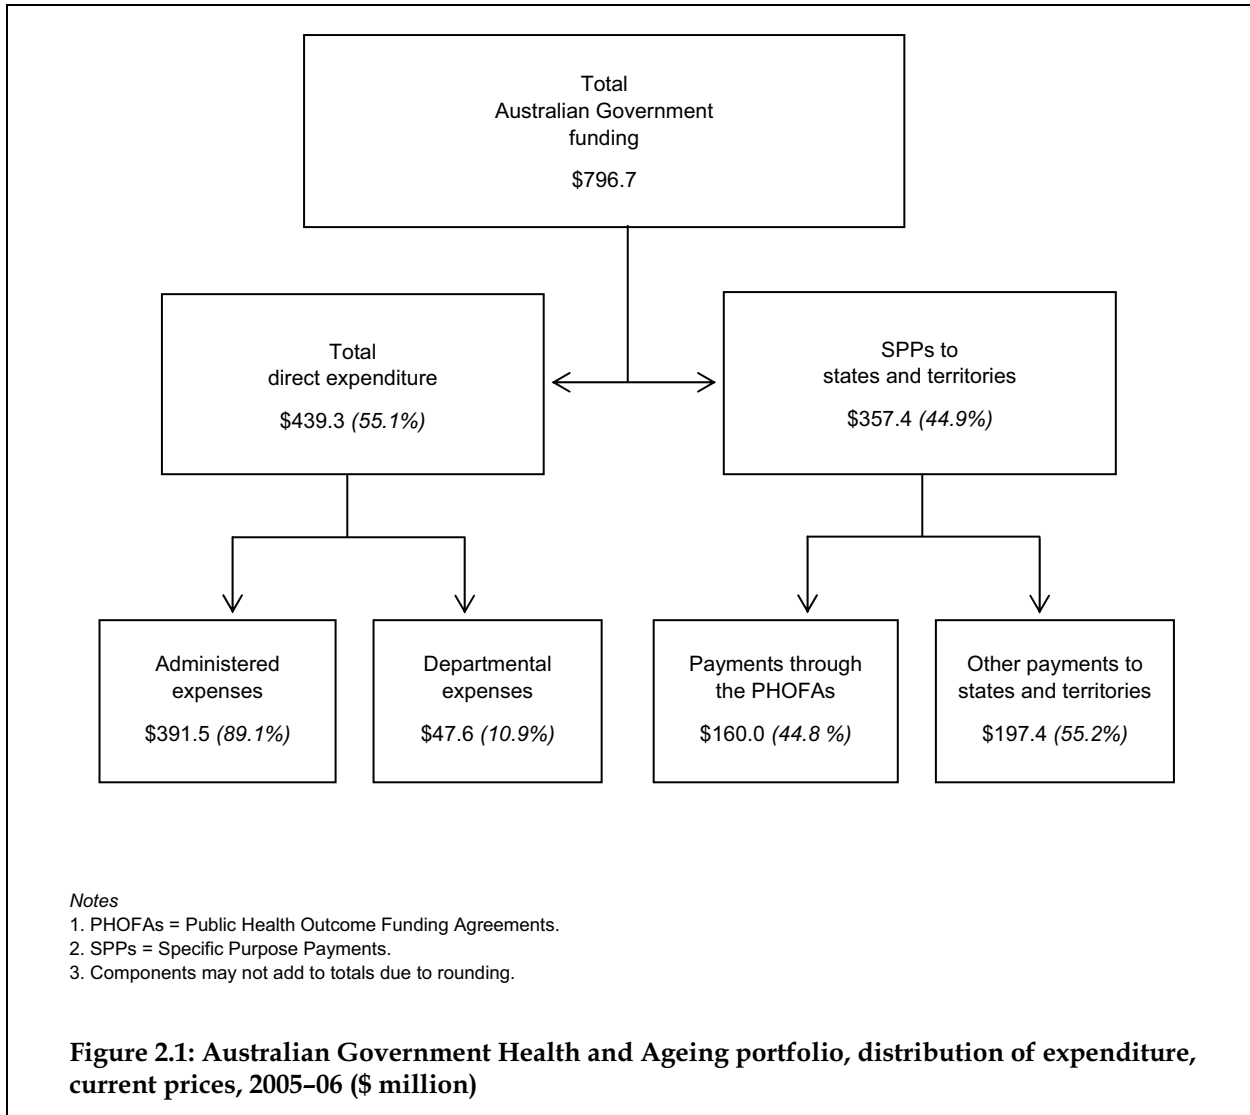 Total
Australian Government
funding
$796.7
Total
direct expenditure
$439.3 (55.1%)
SPPs to
states and territories
$357.4 (44.9%)
Administered
expenses
$391.5 (89.1%)
Departmental
expenses
$47.6 (10.9%)
Payments through
the PHOFAs
$160.0 (44.8 %)
Other payments to
states and territories
$197.4 (55.2%)
Notes
1. PHOFAs = Public Health Outcome Funding Agreements.
2. SPPs = Specific Purpose Payments.
3. Components may not add to totals due to rounding.
Figure 2.1: Australian Government Health and Ageing portfolio, distribution of expenditure,
current prices, 2005–06 ($ million)